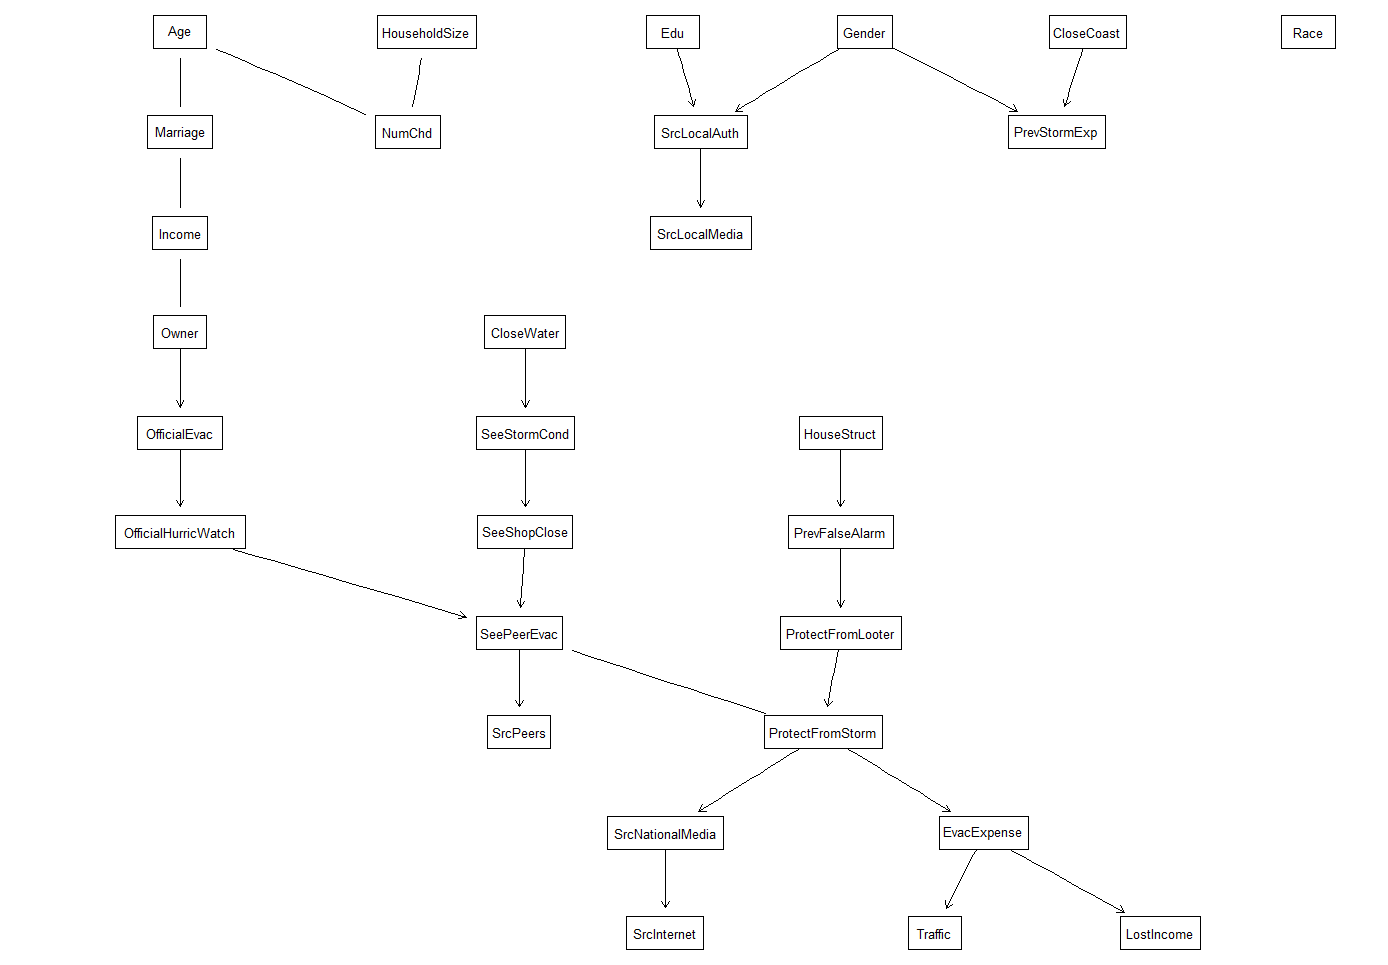 Age
HouseholdSize
Edu
Gender
CloseCoast
Race
Marriage
NumChd
SrcLocalAuth
PrevStormExp
Income
SrcLocalMedia
Owner
CloseWater
OfficialEvac
SeeStormCond
HouseStruct
OfficialHurricWatch
SeeShopClose
PrevFalseAlarm
SeePeerEvac
ProtectFromLooter
SrcPeers
ProtectFromStorm
SrcNationalMedia
EvacExpense
SrcInternet
Traffic
LostIncome